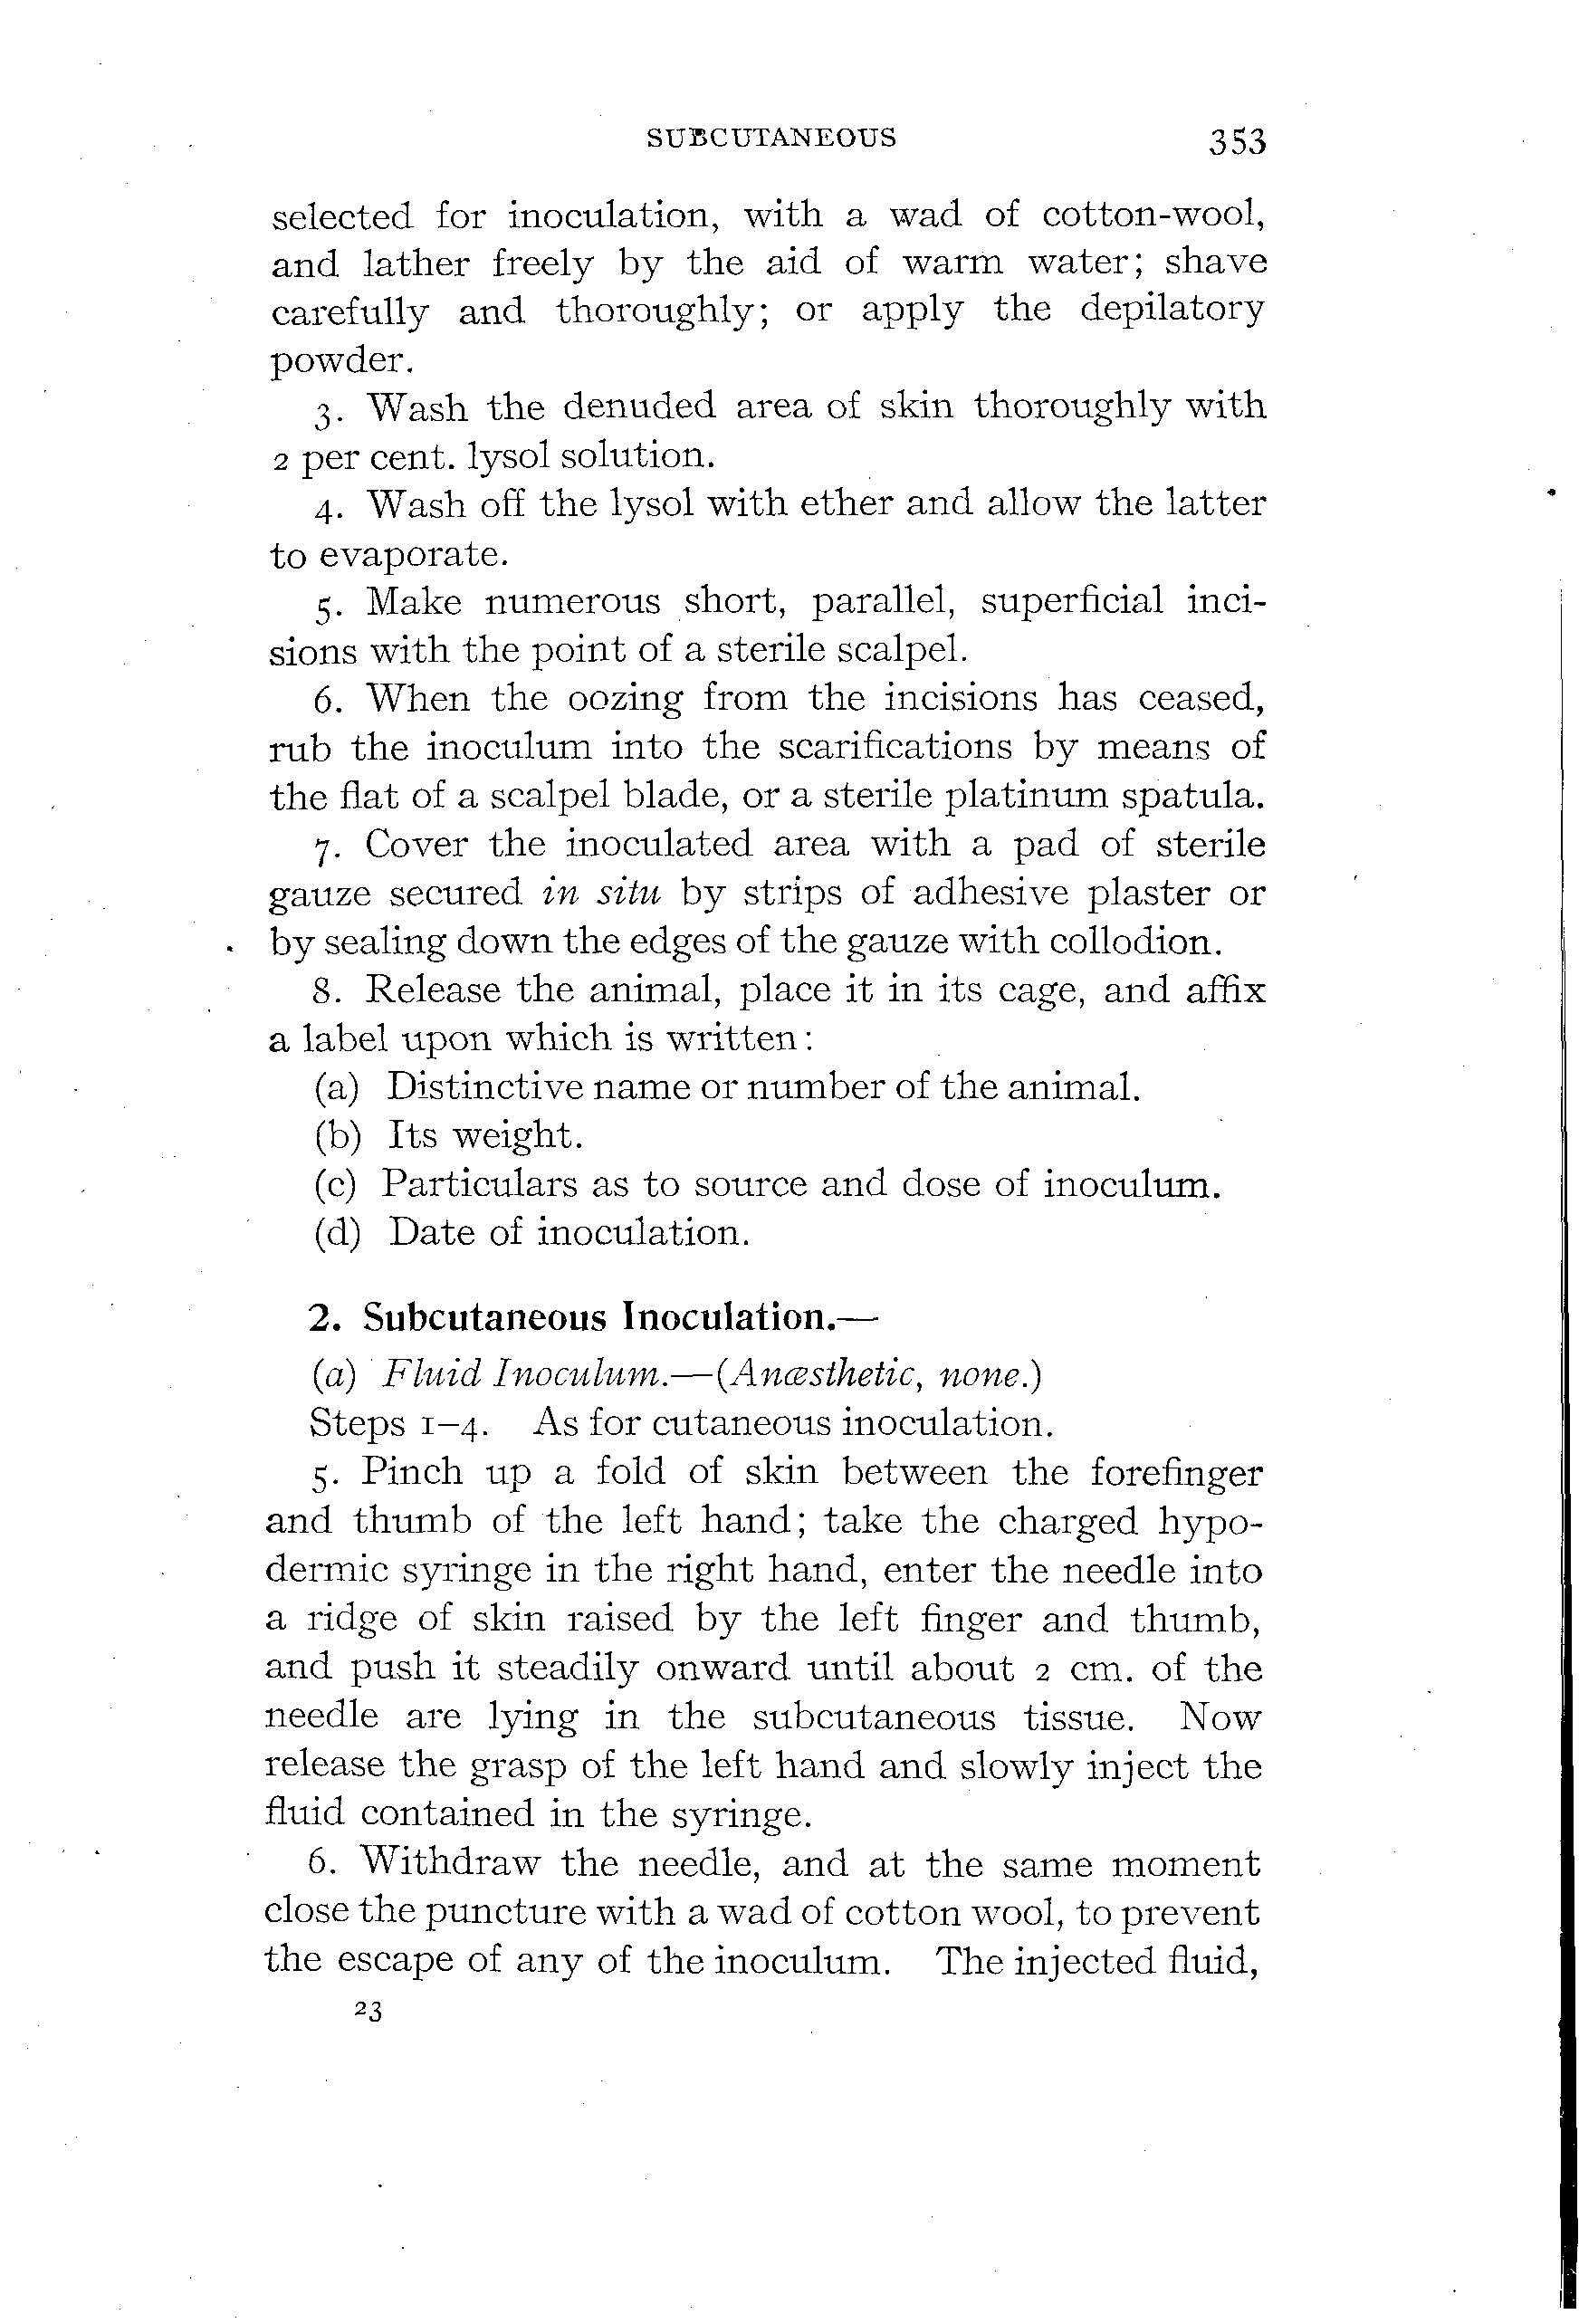 SUBCUTANEOUS 353
selected for inoculation, with a wad of cotton-wool,
and lather freely by the aid of warm water; shave
carefully and thoroughly; or apply the depilatory
powder.
3. Wash the denuded area of skin thoroughly with
2 per cent. lysol solution.
4. Wash off the lysol with ether and allow the latter
to evaporate.
5. Make numerous short, parallel, superficial inci-
sions with the point of a sterile scalpel.
6. When the oozing from the incisions has ceased,
rub the inoculum into the scarifications by means of
the flat of a scalpel blade, or a sterile platinum spatula.
7. Cover the inoculated area with a pad of sterile
gauze secured in situ by strips of adhesive plaster or
by sealing down the edges of the gauze with collodion.
8. Release the animal, place it in its cage, and affix
a label upon which is written:
(a) Distinctive name or number of the animal.
(b) Its weight.
(c) Particulars as to source and dose of inoculum.
(d) Date of inoculation.
2. Subcutaneous Inoculation.—
(a) Fluid Inoculum.—(Anæsthetic, none.)
Steps 1–4. As for cutaneous inoculation.
5. Pinch up a fold of skin between the forefinger
and thumb of the left hand; take the charged hypo-
dermic syringe in the right hand, enter the needle into
a ridge of skin raised by the left finger and thumb,
and push it steadily onward until about 2 cm. of the
needle are lying in the subcutaneous tissue. Now
release the grasp of the left hand and slowly inject the
fluid contained in the syringe.
6. Withdraw the needle, and at the same moment
close the puncture with a wad of cotton wool, to prevent
the escape of any of the inoculum. The injected fluid,
23